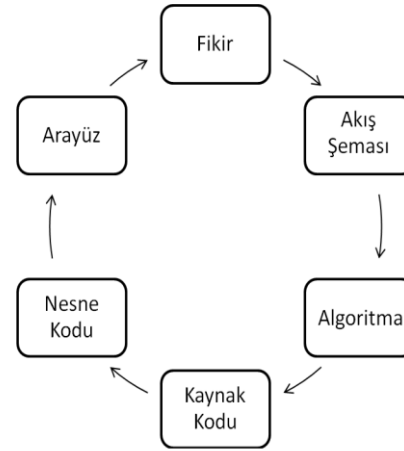 Fikir
Akış
Şeması
Algoritma
Kaynak
Kodu
Nesne
Kodu
Arayüz